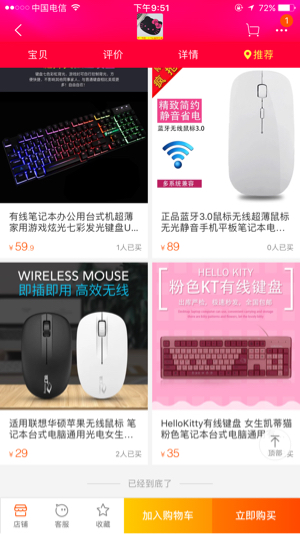 中国电信
下午9:51
1
宝贝
评价
详情
推荐
疯抢
精致简约
静音省电
蓝牙无线鼠标3.0
多系统兼容
有线笔记本办公用台式机超薄
家用游戏炫光七彩发光键盘U...
¥59.9
1人已买
正品蓝牙3.0鼠标无线超薄鼠标
无光静音手机平板笔记本电...
¥89
0人已买
WIRELESS MOUSE
即插即用 高效无线
HELLO KITY
粉色KT有线键盘
适用联想华硕苹果无线鼠标 笔
记本台式电脑通用光电女生...
¥29
2人已买
HelloKitty有线键盘 女生凯蒂猫
粉色笔记本台式电脑通用
¥35
顶部
已经到底了
店铺
客服
收藏
加入购物车
立即购买